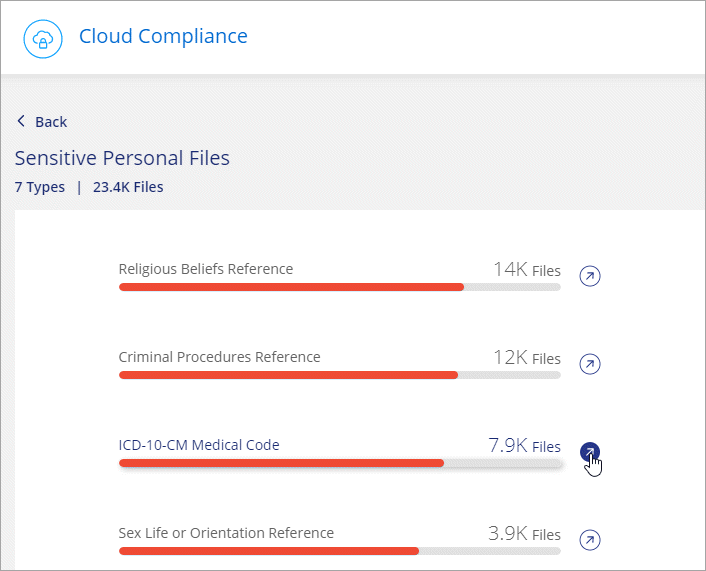 Cloud Compliance
Back
Sensitive Personal Files
7 Types | 23.4K Files
Religious Beliefs Reference 14K Files
Criminal Procedures Reference 12K Files
ICD-10-CM Medical Code 7.9K Files
Sex Life or Orientation Reference 3.9K Files